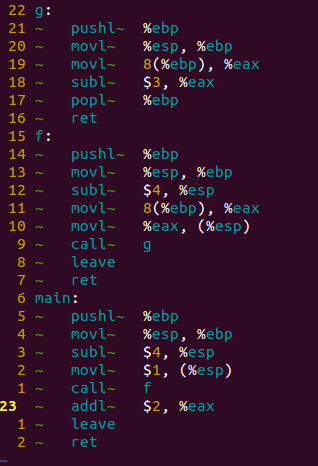 22 g:
21 ~ pushl~ %ebp
20 ~ movl~ %esp, %ebp
19 ~ movl~ 8(%ebp), %eax
18 ~ subl~ $3, %eax
17 ~ popl~ %ebp
16 ~ ret
15 f:
14 ~ pushl~ %ebp
13 ~ movl~ %esp, %ebp
12 ~ subl~ $4, %esp
11 ~ movl~ 8(%ebp), %eax
10 ~ movl~ %eax, (%esp)
9 ~ call~ g
8 ~ leave
7 ~ ret
6 main:
5 ~ pushl~ %ebp
4 ~ movl~ %esp, %ebp
3 ~ subl~ $4, %esp
2 ~ movl~ $1, (%esp)
1 ~ call~ f
23 ~ addl~ $2, %eax
1 ~ leave
2 ~ ret
~